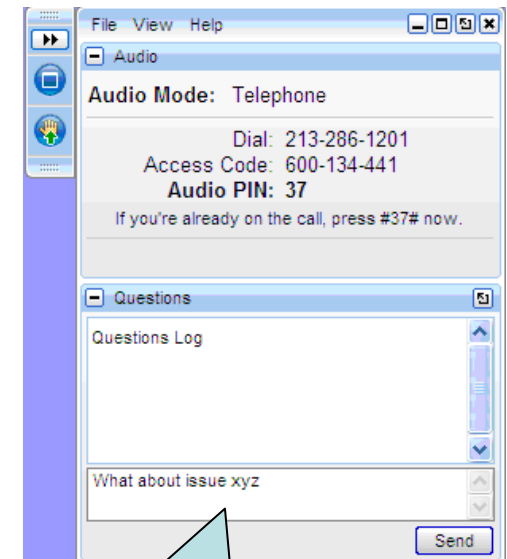 File View Help
Audio
Audio Mode: Telephone
Dial: 213-286-1201
Access Code: 600-134-441
Audio PIN: 37
If you're already on the call, press #37# now.
Questions
Questions Log
What about issue xyz
Send